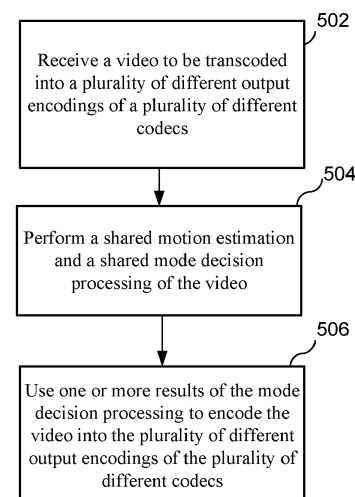 502
Receive a video to be transcoded
into a plurality of different output
encodings of a plurality of different
codecs
504
Perform a shared motion estimation
and a shared mode decision
processing of the video
506
Use one or more results of the mode
decision processing to encode the
video into the plurality of different
output encodings of the plurality of
different codecs